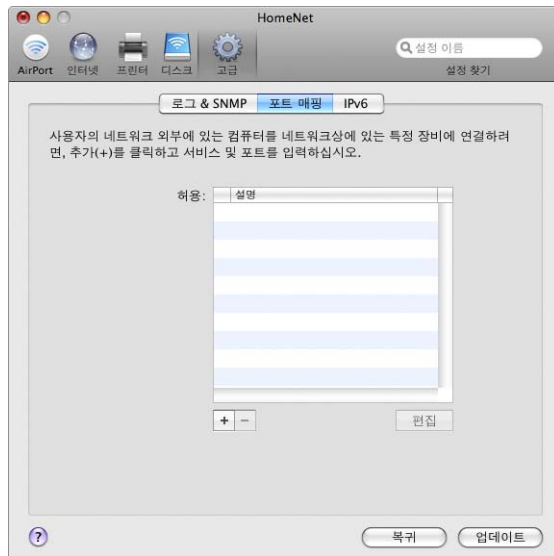 HomeNet
AirPort 인터넷 프린터 디스크 고급
설정 이름
설정 찾기
로그 & SNMP 포트 매핑 IPv6
사용자의 네트워크 외부에 있는 컴퓨터를 네트워크상에 있는 특정 장비에 연결하려
면, 추가(+)를 클릭하고 서비스 및 포트를 입력하십시오.
허용: 설명
+ − 편집
? 복귀 업데이트